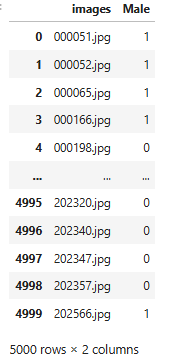 images Male
0 000051.jpg 1
1 000052.jpg 1
2 000065.jpg 1
3 000166.jpg 1
4 000198.jpg 0
... ... ...
4995 202320.jpg 0
4996 202340.jpg 0
4997 202347.jpg 0
4998 202357.jpg 0
4999 202566.jpg 1
5000 rows × 2 columns